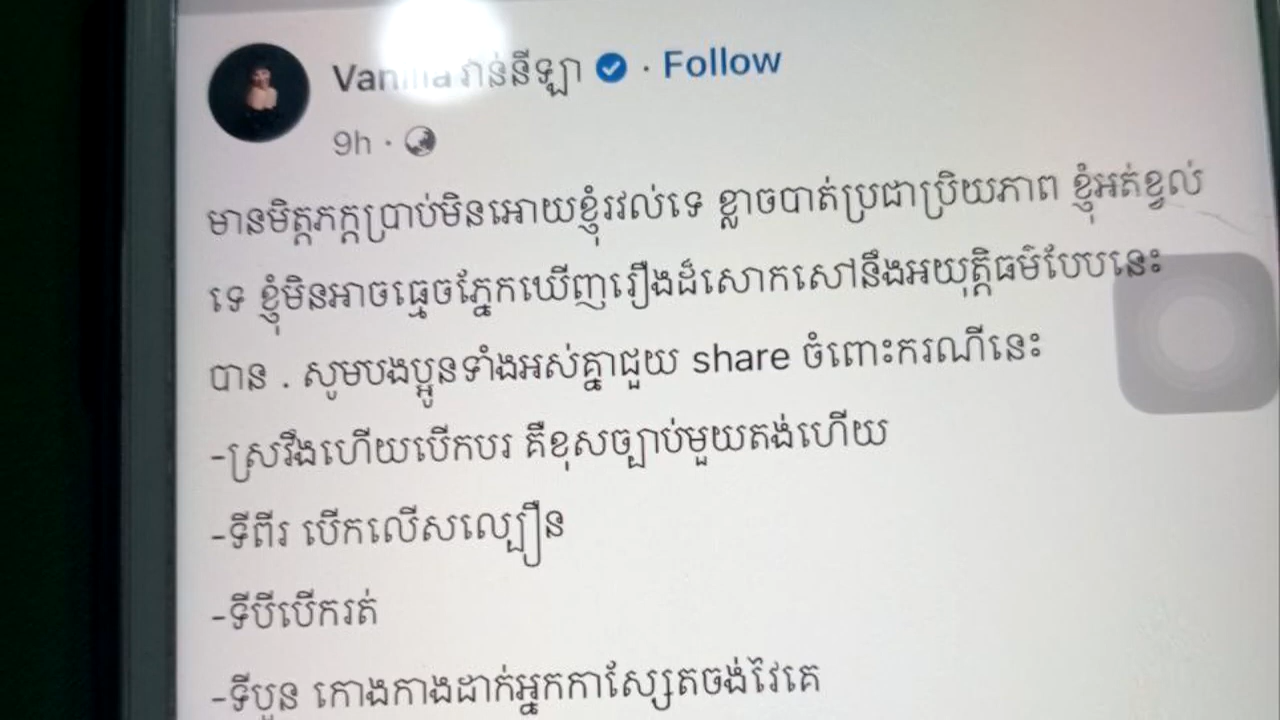 Vanilla វ៉ាន់នីឡា · Follow
9h ·
មានមិត្តភក្តប្រាប់មិនអោយខ្ញុំរវល់ទេ ខ្លាចបាត់ប្រជាប្រិយភាព ខ្ញុំអត់ខ្វល់
ទេ ខ្ញុំមិនអាចធ្មេចភ្នែកឃើញរឿងដ៏សោកសៅនឹងអយុត្តិធម៌បែបនេះ
បាន . សូមបងប្អូនទាំងអស់គ្នាជួយ share ចំពោះករណីនេះ
-ស្រវឹងហើយបើកបរ គឺខុសច្បាប់មួយតង់ហើយ
-ទីពីរ បើកលើសល្បឿន
-ទីបីបើករត់
-ទីបួន កោងកាងដាក់អ្នកកាស្សែតចង់វៃគេ